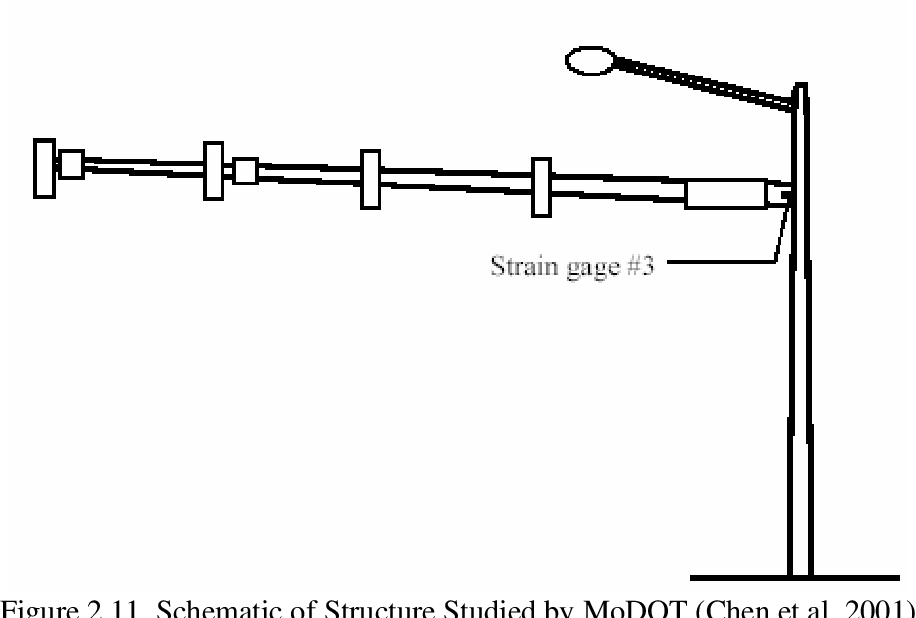 Strain gage #3
Figure 2.11  Schematic of Structure Studied by MoDOT (Chen et al. 2001)